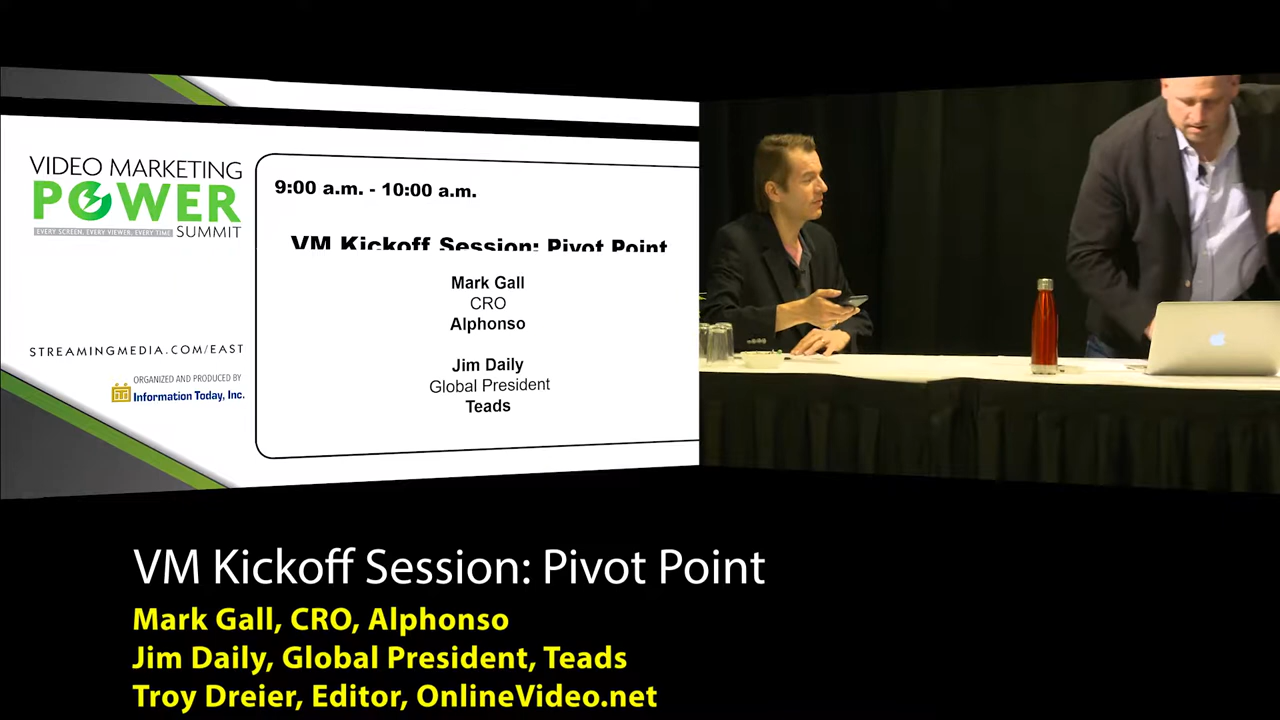 VIDEO MARKETING
POWER
EVERY SCREEN, EVERY VIEWER, EVERY TIME SUMMIT
STREAMINGMEDIA.COM/EAST
ORGANIZED AND PRODUCED BY
Information Today, Inc.
9:00 a.m. - 10:00 a.m.
VM Kickoff Session: Pivot Point
Mark Gall
CRO
Alphonso
Jim Daily
Global President
Teads
VM Kickoff Session: Pivot Point
Mark Gall, CRO, Alphonso
Jim Daily, Global President, Teads
Troy Dreier, Editor, OnlineVideo.net